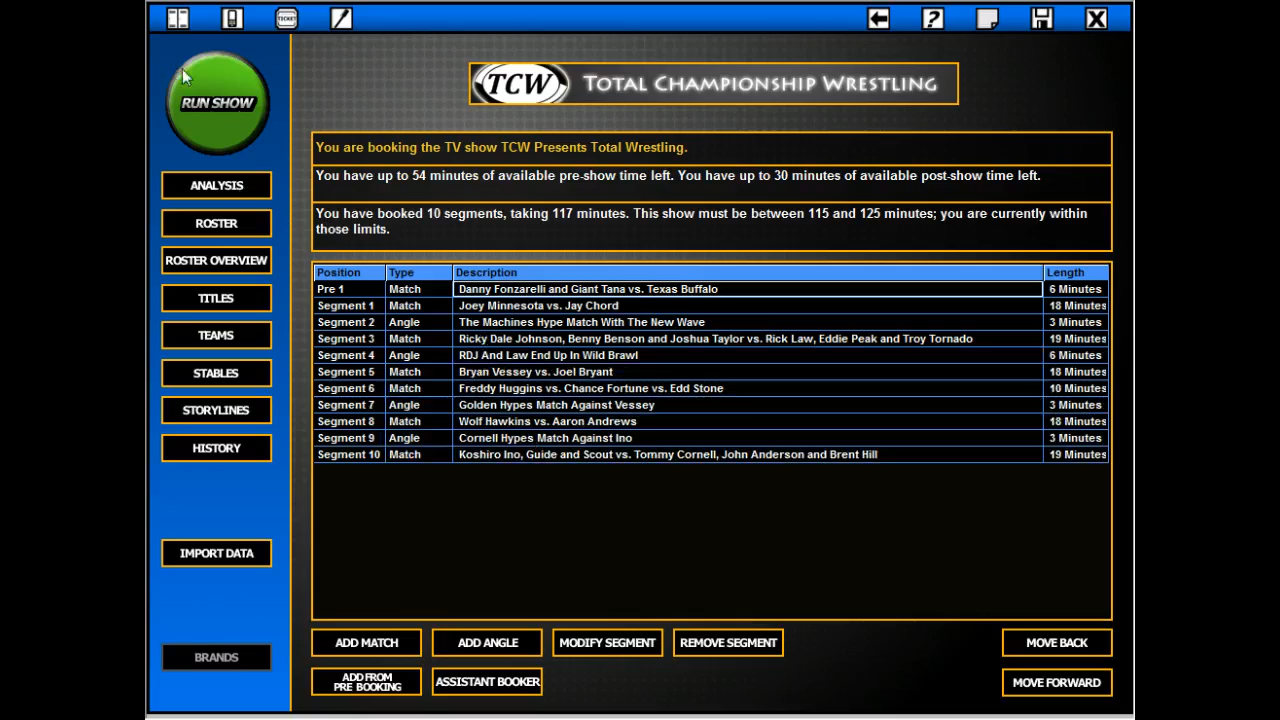 TICKET
?
X
RUN SHOW
TCW TOTAL CHAMPIONSHIP WRESTLING
You are booking the TV show TCW Presents Total Wrestling.
You have up to 54 minutes of available pre-show time left. You have up to 30 minutes of available post-show time left.
You have booked 10 segments, taking 117 minutes. This show must be between 115 and 125 minutes; you are currently within
those limits.
ANALYSIS
ROSTER
ROSTER OVERVIEW
TITLES
TEAMS
STABLES
STORYLINES
HISTORY
IMPORT DATA
BRANDS
Position Type Description Length
Pre 1 Match Danny Fonzarelli and Giant Tana vs. Texas Buffalo 6 Minutes
Segment 1 Match Joey Minnesota vs. Jay Chord 18 Minutes
Segment 2 Angle The Machines Hype Match With The New Wave 3 Minutes
Segment 3 Match Ricky Dale Johnson, Benny Benson and Joshua Taylor vs. Rick Law, Eddie Peak and Troy Tornado 19 Minutes
Segment 4 Angle RDJ And Law End Up In Wild Brawl 6 Minutes
Segment 5 Match Bryan Vessey vs. Joel Bryant 18 Minutes
Segment 6 Match Freddy Huggins vs. Chance Fortune vs. Edd Stone 10 Minutes
Segment 7 Angle Golden Hypes Match Against Vessey 3 Minutes
Segment 8 Match Wolf Hawkins vs. Aaron Andrews 18 Minutes
Segment 9 Angle Cornell Hypes Match Against Ino 3 Minutes
Segment 10 Match Koshiro Ino, Guide and Scout vs. Tommy Cornell, John Anderson and Brent Hill 19 Minutes
ADD MATCH ADD ANGLE MODIFY SEGMENT REMOVE SEGMENT MOVE BACK
ADD FROM
PRE BOOKING
ASSISTANT BOOKER MOVE FORWARD